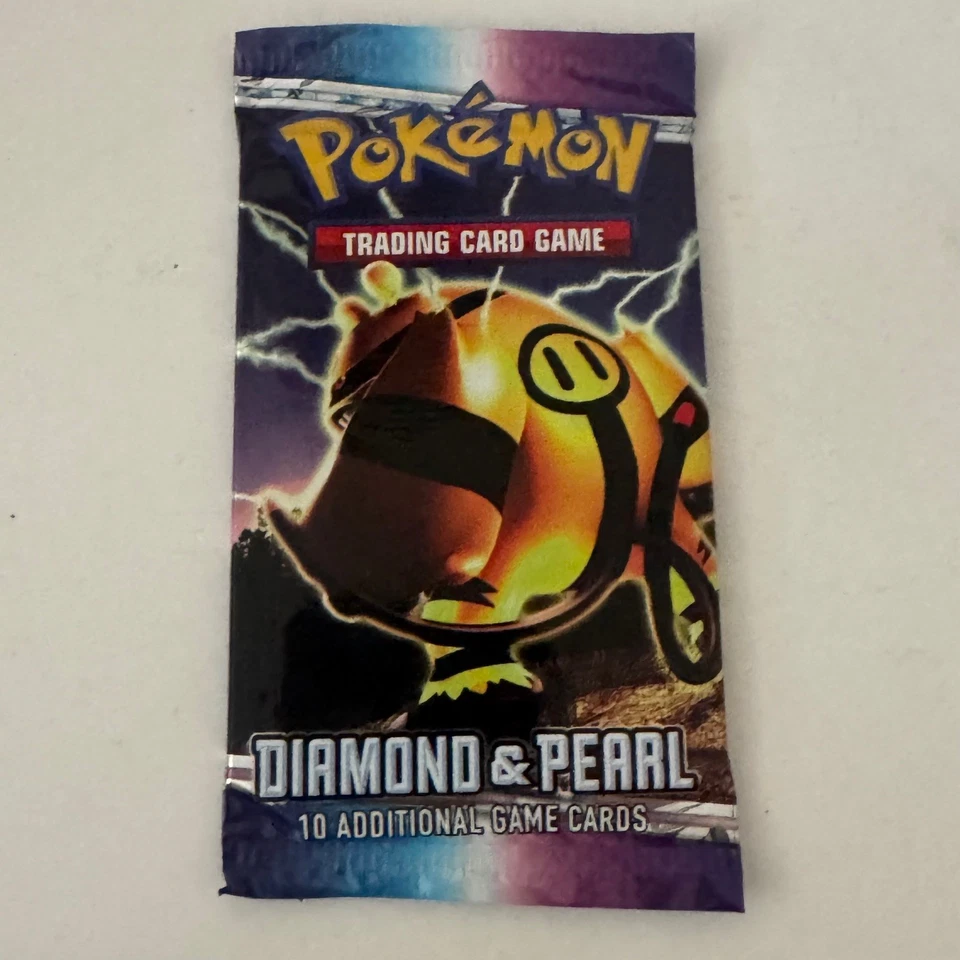 POKéMON
TRADING CARD GAME
DIAMOND & PEARL
10 ADDITIONAL GAME CARDS